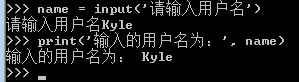 >>> name = input('请输入用户名')
请输入用户名Kyle
>>> print('输入的用户名为：', name)
输入的用户名为： Kyle
>>>